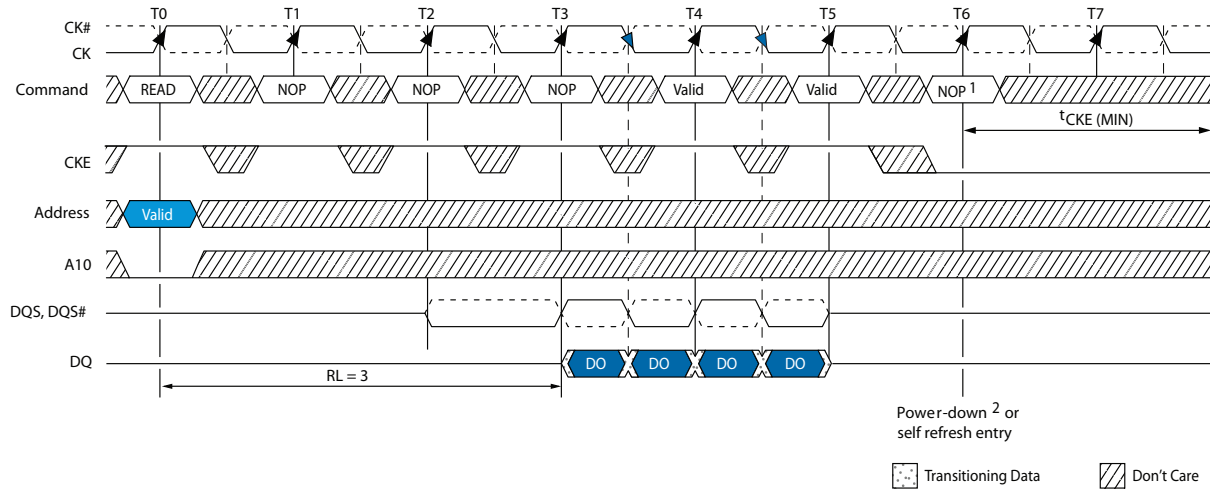 T0 T1 T2 T3 T4 T5 T6 T7
CK#
CK
Command READ NOP NOP NOP Valid Valid NOP 1
tCKE (MIN)
CKE
Address Valid
A10
DQS, DQS#
DQ DO DO DO DO
RL = 3
Power-down 2 or
self refresh entry
Transitioning Data Don't Care